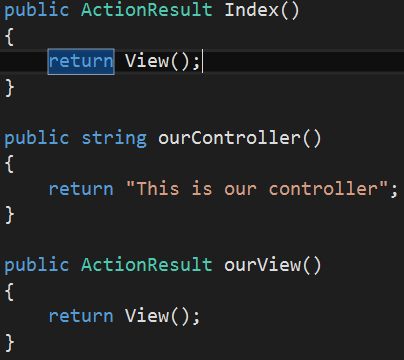 public ActionResult Index()
{
    return View();
}

public string ourController()
{
    return "This is our controller";
}

public ActionResult ourView()
{
    return View();
}